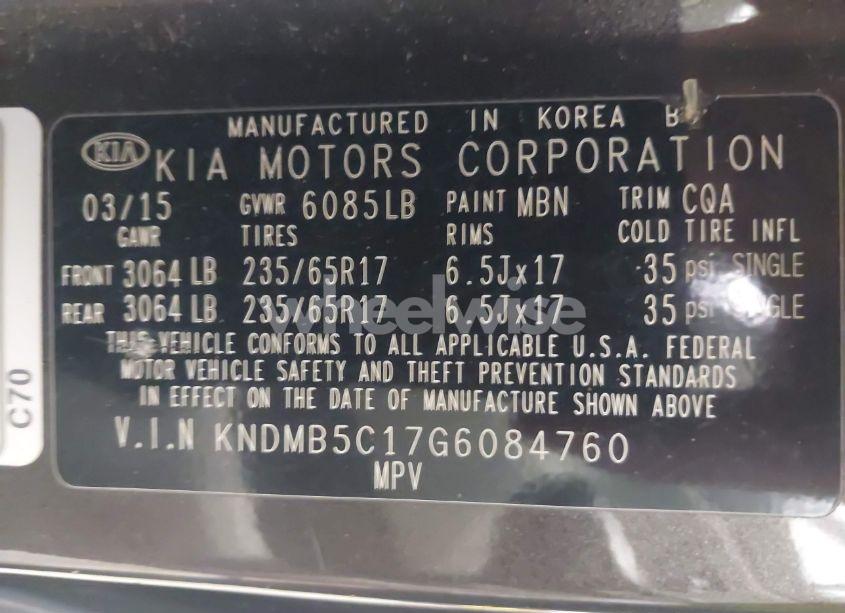 MANUFACTURED IN KOREA BY
KIA KIA MOTORS CORPORATION
03/15 GVWR 6085LB PAINT MBN TRIM CQA
GAWR TIRES RIMS COLD TIRE INFL
FRONT 3064 LB 235/65R17 6.5Jx17 35 psi SINGLE
REAR 3064 LB 235/65R17 6.5Jx17 35 psi SINGLE
wheelwise
THIS VEHICLE CONFORMS TO ALL APPLICABLE U.S.A. FEDERAL
MOTOR VEHICLE SAFETY AND THEFT PREVENTION STANDARDS
IN EFFECT ON THE DATE OF MANUFACTURE SHOWN ABOVE
V.I.N KNDMB5C17G6084760
MPV
C70